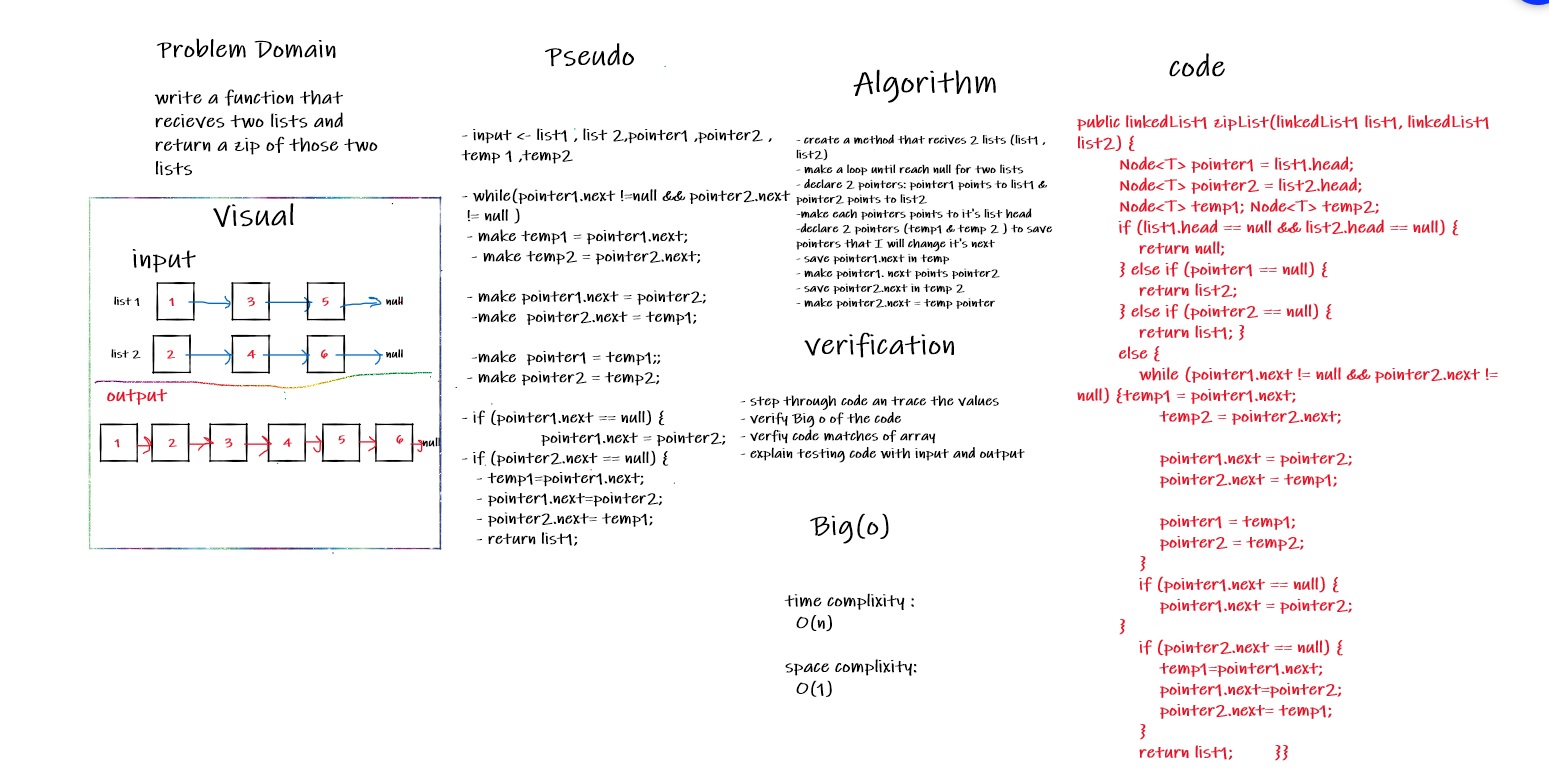 Problem Domain
write a function that
recieves two lists and
return a zip of those two
lists
Visual
input
list 1
1
3
5
null
list 2
2
4
6
null
output
1
2
3
4
5
6
null
Pseudo
- input <- list1 , list 2,pointer1 ,pointer2 ,
temp 1 ,temp2
- while(pointer1.next !=null && pointer2.next
!= null )
- make temp1 = pointer1.next;
- make temp2 = pointer2.next;
- make pointer1.next = pointer2;
-make pointer2.next = temp1;
-make pointer1 = temp1;;
- make pointer2 = temp2;
- if (pointer1.next == null) {
pointer1.next = pointer2;
- if (pointer2.next == null) {
- temp1=pointer1.next;
- pointer1.next=pointer2;
- pointer2.next= temp1;
- return list1;
Algorithm
- create a method that recives 2 lists (list1 ,
list2)
- make a loop until reach null for two lists
- declare 2 pointers: pointer1 points to list1 &
pointer2 points to list2
-make each pointers points to it's list head
-declare 2 pointers (temp1 & temp 2 ) to save
pointers that I will change it's next
- save pointer1.next in temp
- make pointer1. next points pointer2
- save pointer2.next in temp 2
- make pointer2.next = temp pointer
verification
- step through code an trace the values
- verify Big o of the code
- verfiy code matches of array
- explain testing code with input and output
Big(o)
time complixity :
O(n)
space complixity:
O(1)
code
public linkedList1 zipList(linkedList1 list1, linkedList1
list2) {
Node<T> pointer1 = list1.head;
Node<T> pointer2 = list2.head;
Node<T> temp1; Node<T> temp2;
if (list1.head == null && list2.head == null) {
return null;
} else if (pointer1 == null) {
return list2;
} else if (pointer2 == null) {
return list1; }
else {
while (pointer1.next != null && pointer2.next !=
null) {temp1 = pointer1.next;
temp2 = pointer2.next;
pointer1.next = pointer2;
pointer2.next = temp1;
pointer1 = temp1;
pointer2 = temp2;
}
if (pointer1.next == null) {
pointer1.next = pointer2;
}
if (pointer2.next == null) {
temp1=pointer1.next;
pointer1.next=pointer2;
pointer2.next= temp1;
}
return list1; }}